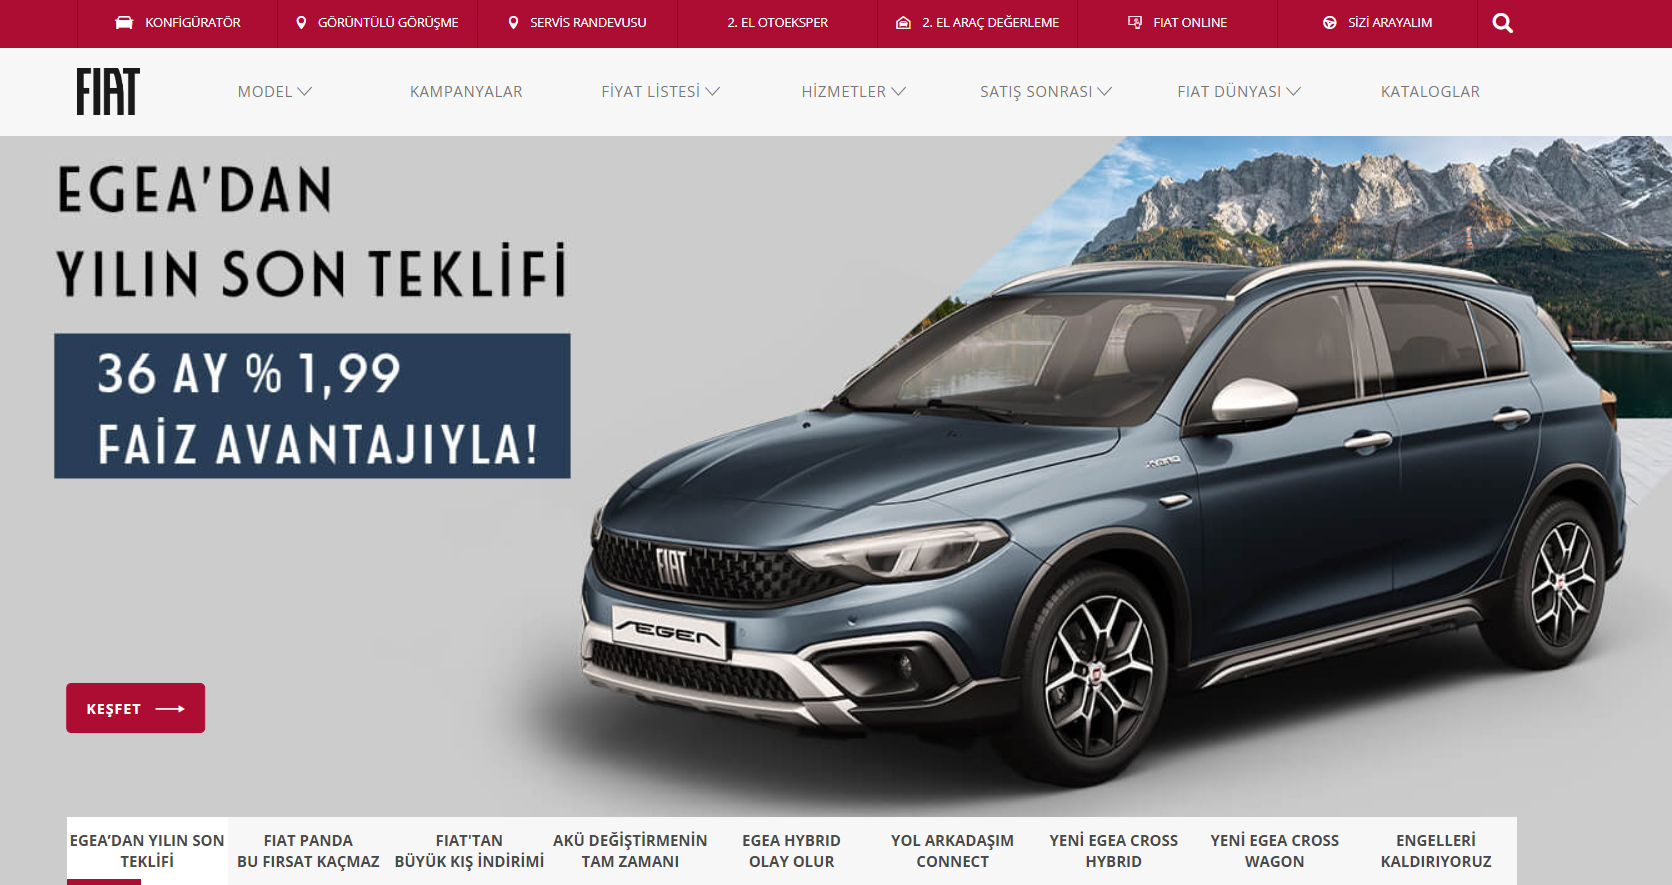 KONFİGÜRATÖR
GÖRÜNTÜLÜ GÖRÜŞME
SERVİS RANDEVUSU
2. EL OTOEKSPER
2. EL ARAÇ DEĞERLEME
FIAT ONLINE
SİZİ ARAYALIM
FIAT
MODEL
KAMPANYALAR
FİYAT LİSTESİ
HİZMETLER
SATIŞ SONRASI
FIAT DÜNYASI
KATALOGLAR
EGEA'DAN
YILIN SON TEKLİFİ
36 AY % 1,99
FAİZ AVANTAJIYLA!
HYBRID
FIAT
EGEA
KEŞFET
EGEA'DAN YILIN SON
TEKLİFİ
FIAT PANDA
BU FIRSAT KAÇMAZ
FIAT'TAN
BÜYÜK KIŞ İNDİRİMİ
AKÜ DEĞİŞTİRMENİN
TAM ZAMANI
EGEA HYBRID
OLAY OLUR
YOL ARKADAŞIM
CONNECT
YENİ EGEA CROSS
HYBRID
YENİ EGEA CROSS
WAGON
ENGELLERİ
KALDIRIYORUZ